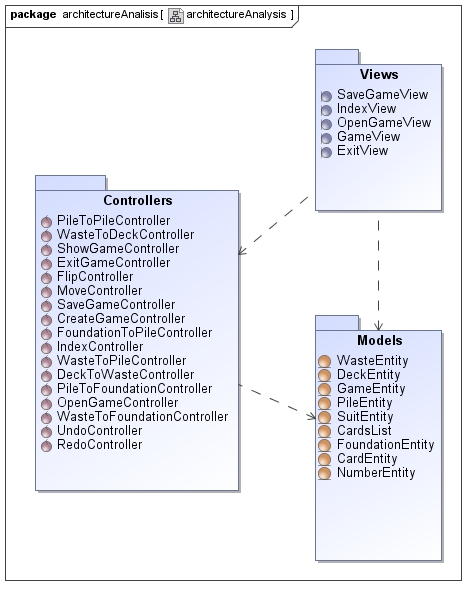 package architectureAnalisis [ architectureAnalysis ]
Views
SaveGameView
IndexView
OpenGameView
GameView
ExitView
Controllers
PileToPileController
WasteToDeckController
ShowGameController
ExitGameController
FlipController
MoveController
SaveGameController
CreateGameController
FoundationToPileController
IndexController
WasteToPileController
DeckToWasteController
PileToFoundationController
OpenGameController
WasteToFoundationController
UndoController
RedoController
Models
WasteEntity
DeckEntity
GameEntity
PileEntity
SuitEntity
CardsList
FoundationEntity
CardEntity
NumberEntity